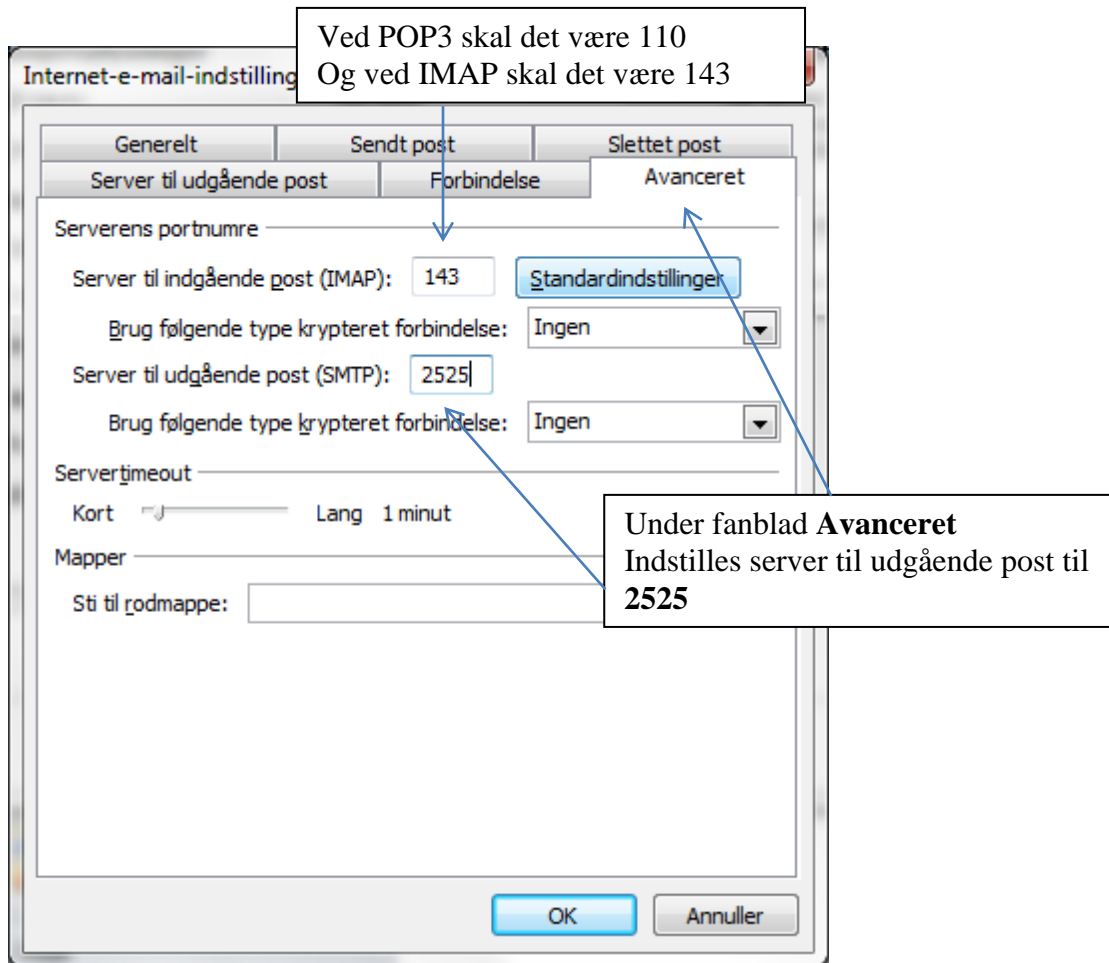 Ved POP3 skal det være 110
Og ved IMAP skal det være 143
Internet-e-mail-indstilling
Generelt Sendt post Slettet post
Server til udgående post Forbindelse Avanceret
Serverens portnumre
Server til indgående post (IMAP): 143 Standardindstillinger
Brug følgende type krypteret forbindelse: Ingen
Server til udgående post (SMTP): 2525
Brug følgende type krypteret forbindelse: Ingen
Servertimeout
Kort Lang 1 minut
Mapper
Sti til rodmappe:
Under fanblad Avanceret
Indstilles server til udgående post til
2525
OK Annuller